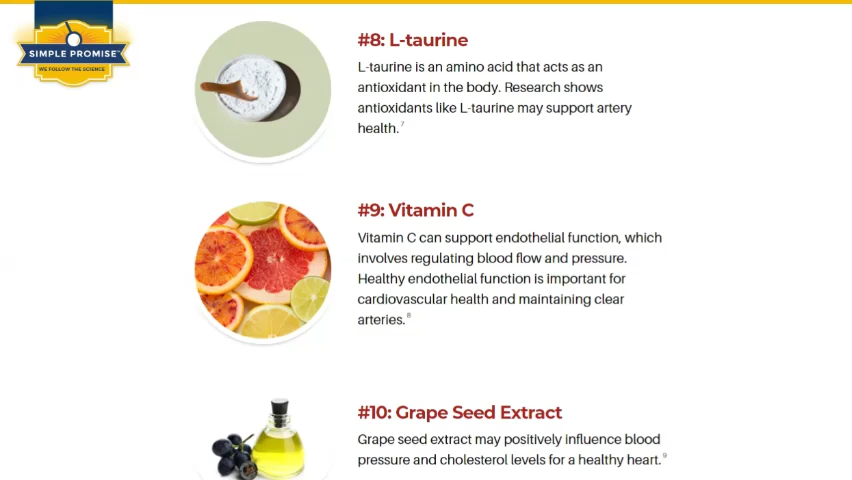 SIMPLE PROMISE™
WE FOLLOW THE SCIENCE
#8: L-taurine
L-taurine is an amino acid that acts as an
antioxidant in the body. Research shows
antioxidants like L-taurine may support artery
health.⁷
#9: Vitamin C
Vitamin C can support endothelial function, which
involves regulating blood flow and pressure.
Healthy endothelial function is important for
cardiovascular health and maintaining clear
arteries.⁸
#10: Grape Seed Extract
Grape seed extract may positively influence blood
pressure and cholesterol levels for a healthy heart.⁹